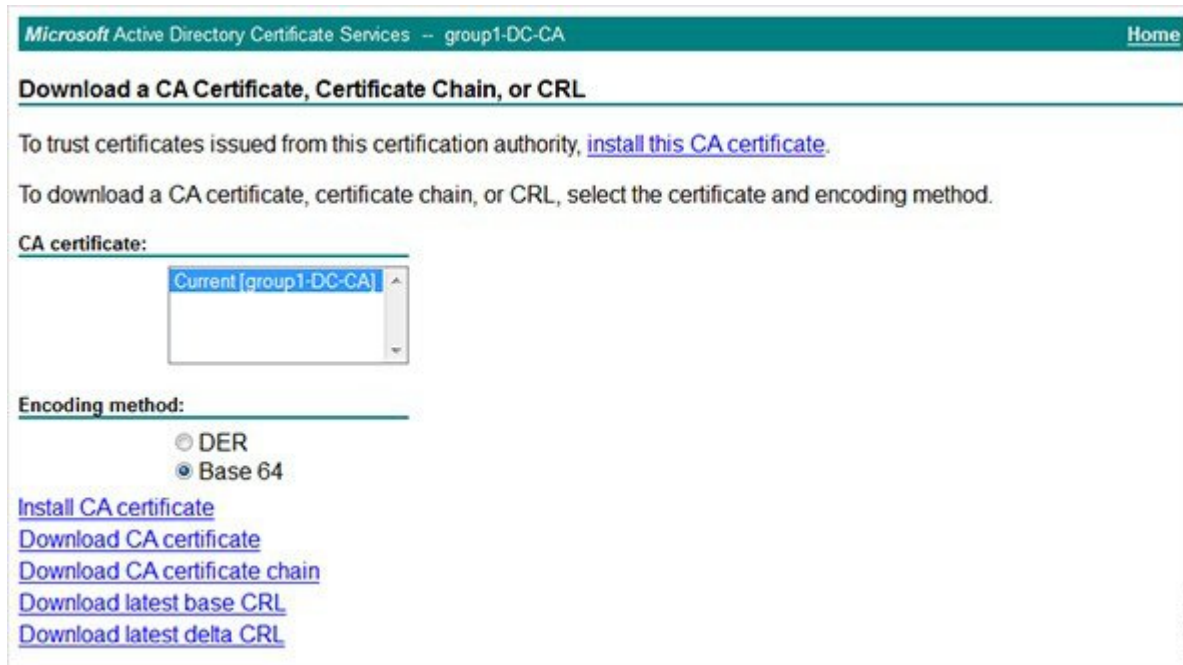 Microsoft Active Directory Certificate Services -- group1-DC-CA Home
Download a CA Certificate, Certificate Chain, or CRL
To trust certificates issued from this certification authority, install this CA certificate.
To download a CA certificate, certificate chain, or CRL, select the certificate and encoding method.
CA certificate:
Current [group1-DC-CA]
Encoding method:
DER
Base 64
Install CA certificate
Download CA certificate
Download CA certificate chain
Download latest base CRL
Download latest delta CRL